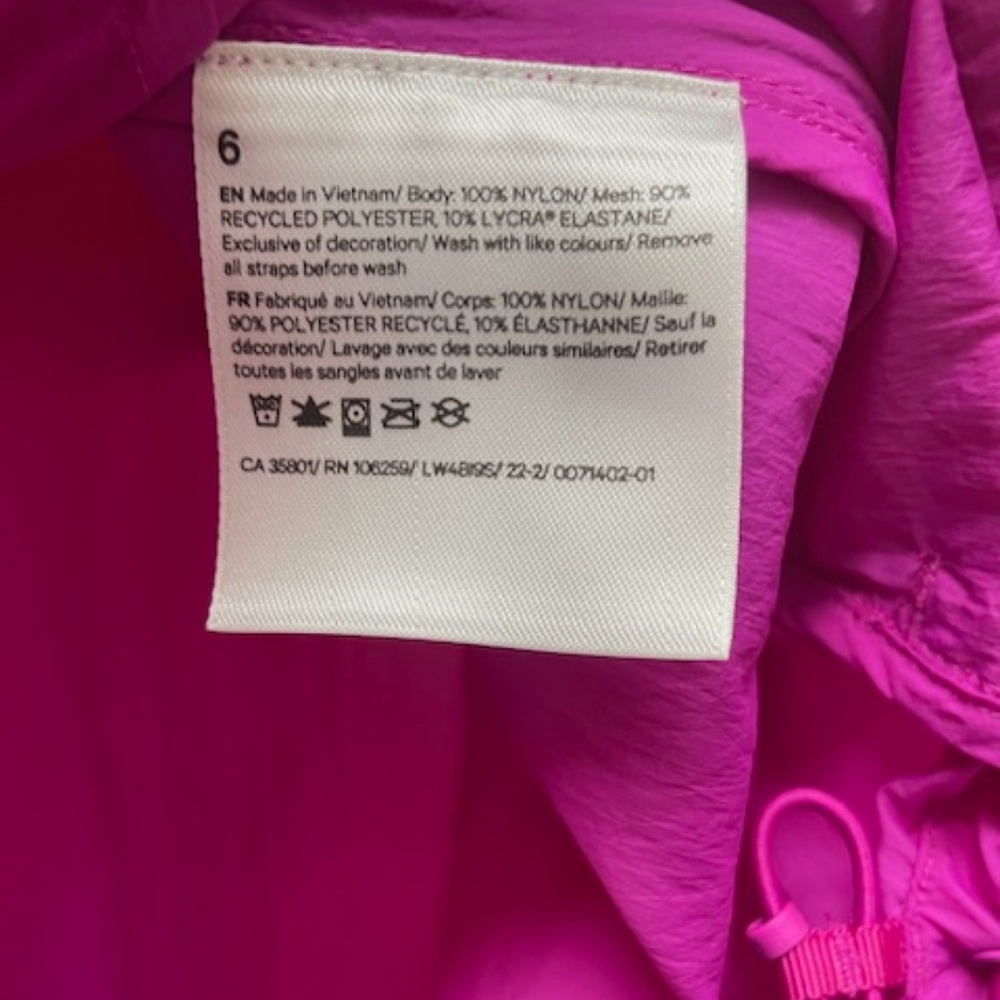 6
EN Made in Vietnam/ Body: 100% NYLON/ Mesh: 90%
RECYCLED POLYESTER, 10% LYCRA® ELASTANE/
Exclusive of decoration/ Wash with like colours/ Remove
all straps before wash
FR Fabriqué au Vietnam/ Corps: 100% NYLON/ Maille:
90% POLYESTER RECYCLÉ, 10% ÉLASTHANNE/ Sauf la
décoration/ Lavage avec des couleurs similaires/ Retirer
toutes les sangles avant de laver
CA 35801/ RN 106259/ LW4BI9S/ 22-2/ 0071402-01